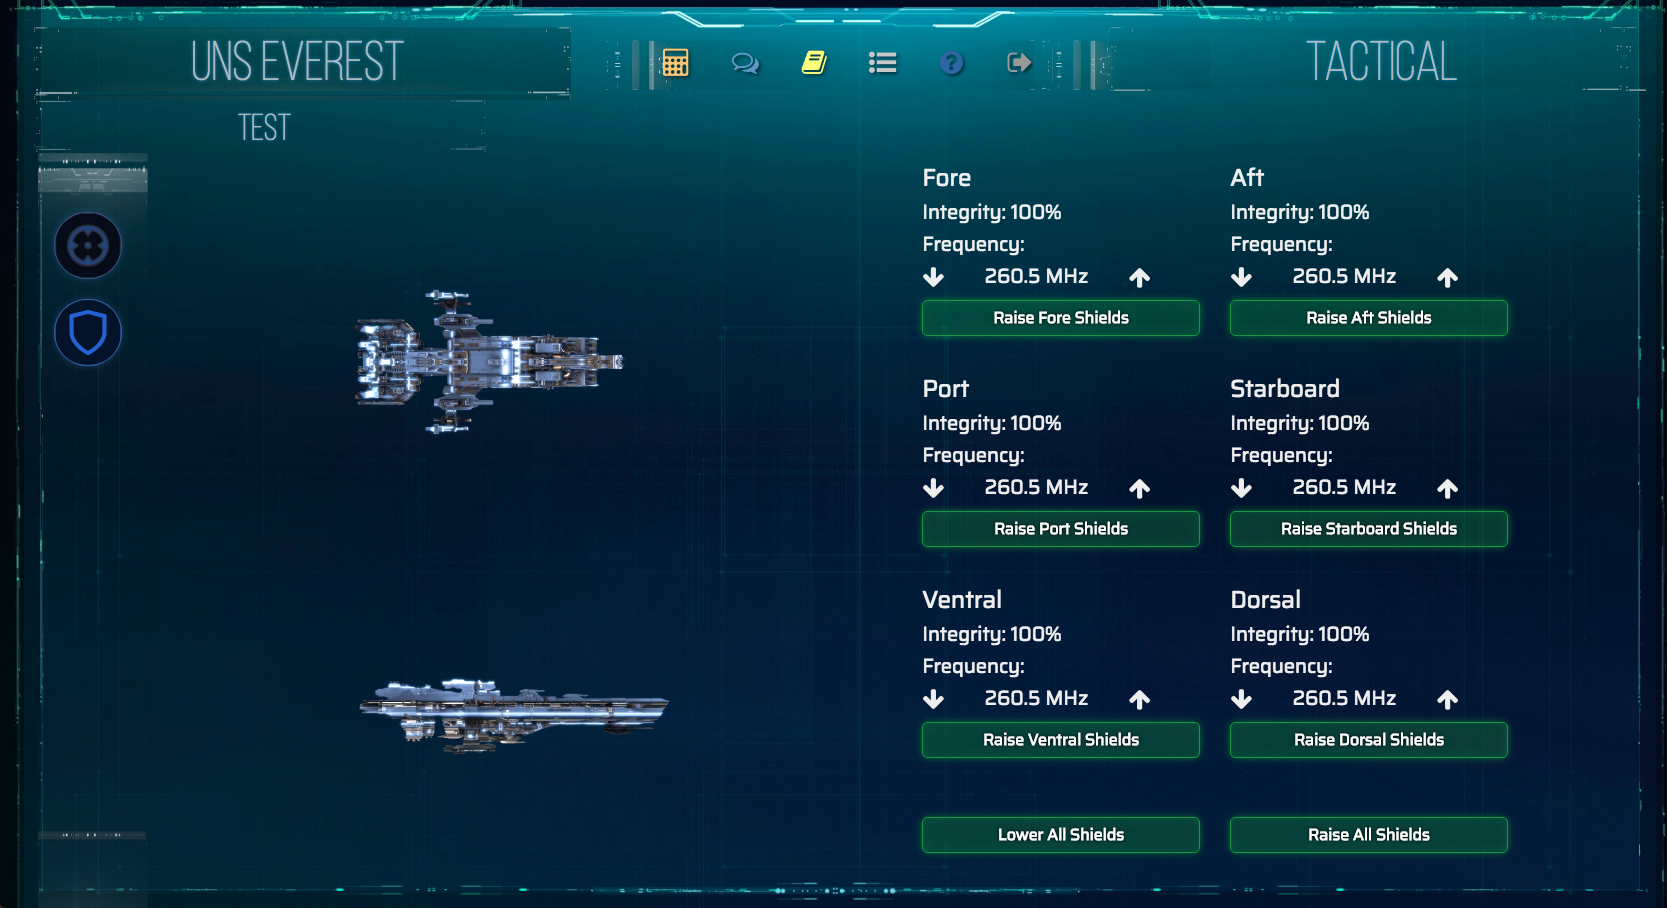 UNS EVEREST
TACTICAL
TEST
Fore
Integrity: 100%
Frequency:
260.5 MHz
Raise Fore Shields
Aft
Integrity: 100%
Frequency:
260.5 MHz
Raise Aft Shields
Port
Integrity: 100%
Frequency:
260.5 MHz
Raise Port Shields
Starboard
Integrity: 100%
Frequency:
260.5 MHz
Raise Starboard Shields
Ventral
Integrity: 100%
Frequency:
260.5 MHz
Raise Ventral Shields
Dorsal
Integrity: 100%
Frequency:
260.5 MHz
Raise Dorsal Shields
Lower All Shields
Raise All Shields